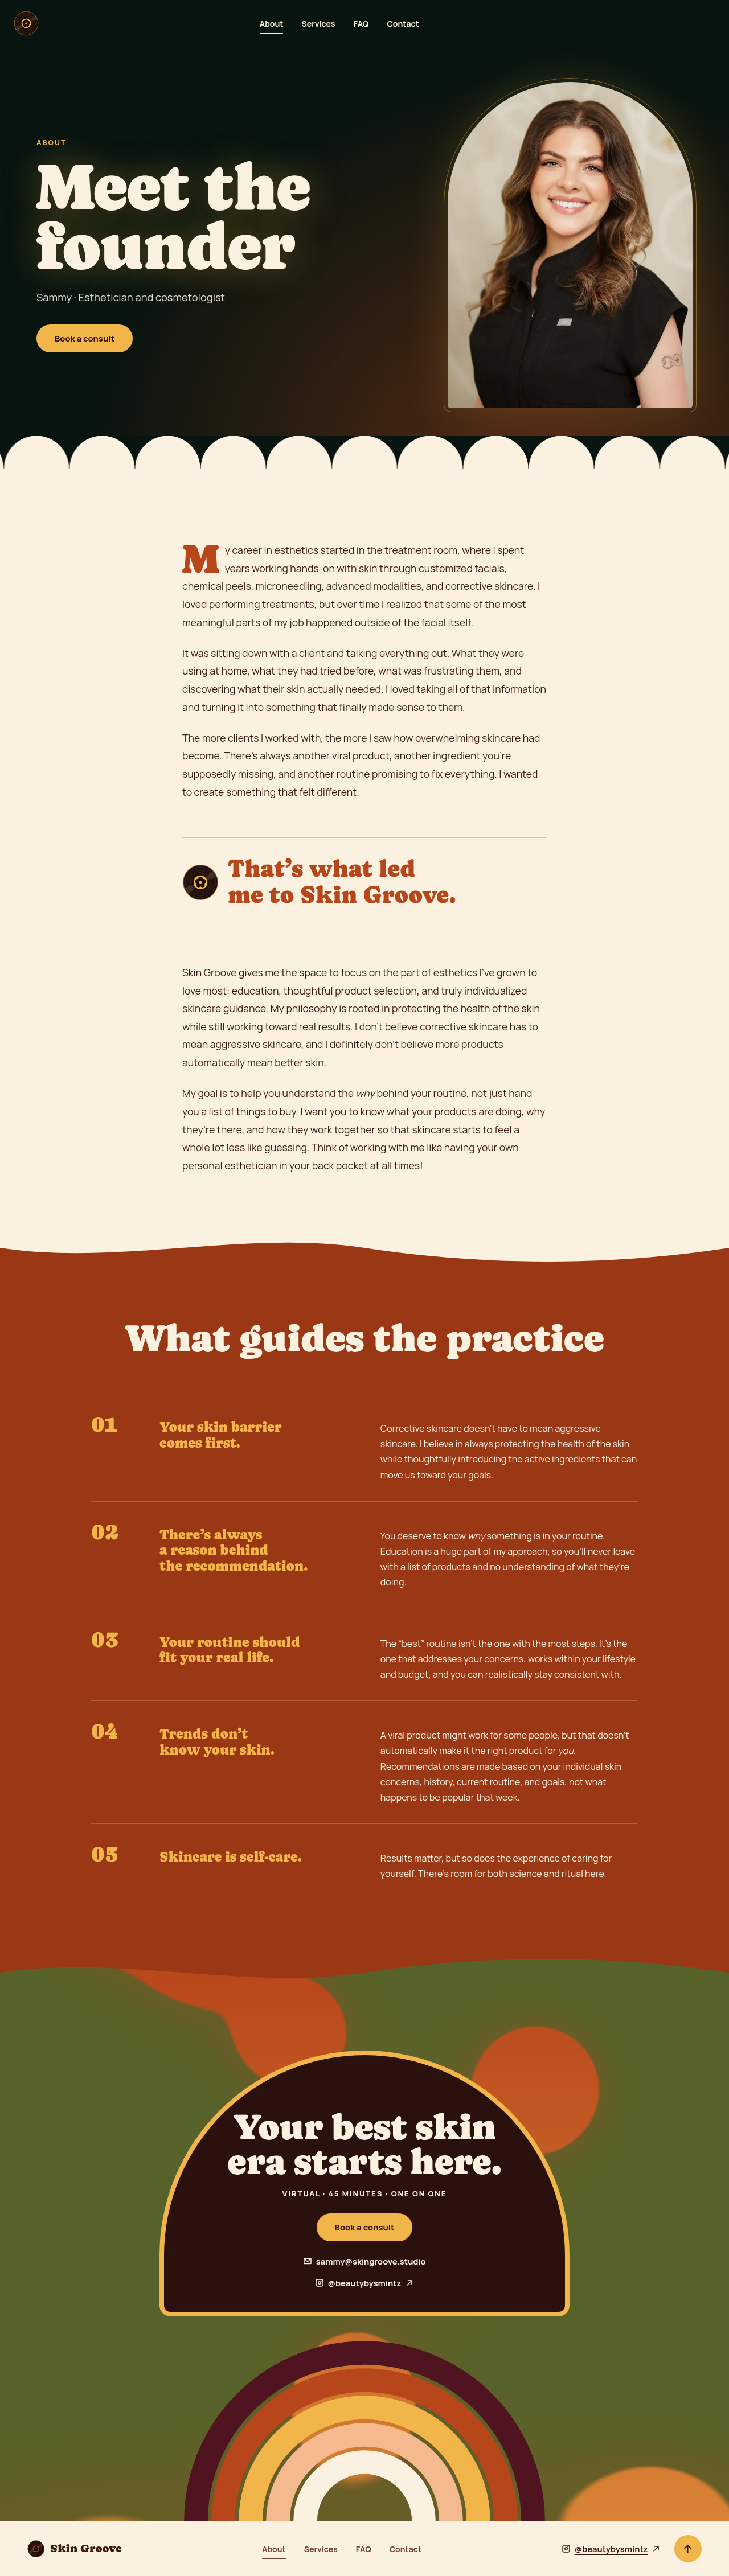 About Services FAQ Contact
ABOUT
Meet the
founder
Sammy · Esthetician and cosmetologist
Book a consult
My career in esthetics started in the treatment room, where I spent
years working hands-on with skin through customized facials,
chemical peels, microneedling, advanced modalities, and corrective skincare. I
loved performing treatments, but over time I realized that some of the most
meaningful parts of my job happened outside of the facial itself.
It was sitting down with a client and talking everything out. What they were
using at home, what they had tried before, what was frustrating them, and
discovering what their skin actually needed. I loved taking all of that information
and turning it into something that finally made sense to them.
The more clients I worked with, the more I saw how overwhelming skincare had
become. There’s always another viral product, another ingredient you’re
supposedly missing, and another routine promising to fix everything. I wanted
to create something that felt different.
That’s what led
me to Skin Groove.
Skin Groove gives me the space to focus on the part of esthetics I’ve grown to
love most: education, thoughtful product selection, and truly individualized
skincare guidance. My philosophy is rooted in protecting the health of the skin
while still working toward real results. I don’t believe corrective skincare has to
mean aggressive skincare, and I definitely don’t believe more products
automatically mean better skin.
My goal is to help you understand the why behind your routine, not just hand
you a list of things to buy. I want you to know what your products are doing, why
they’re there, and how they work together so that skincare starts to feel a
whole lot less like guessing. Think of working with me like having your own
personal esthetician in your back pocket at all times!
What guides the practice
01
Your skin barrier
comes first.
Corrective skincare doesn’t have to mean aggressive
skincare. I believe in always protecting the health of the skin
while thoughtfully introducing the active ingredients that can
move us toward your goals.
02
There’s always
a reason behind
the recommendation.
You deserve to know why something is in your routine.
Education is a huge part of my approach, so you’ll never leave
with a list of products and no understanding of what they’re
doing.
03
Your routine should
fit your real life.
The “best” routine isn’t the one with the most steps. It’s the
one that addresses your concerns, works within your lifestyle
and budget, and you can realistically stay consistent with.
04
Trends don’t
know your skin.
A viral product might work for some people, but that doesn’t
automatically make it the right product for you.
Recommendations are made based on your individual skin
concerns, history, current routine, and goals, not what
happens to be popular that week.
05
Skincare is self-care.
Results matter, but so does the experience of caring for
yourself. There’s room for both science and ritual here.
Your best skin
era starts here.
VIRTUAL · 45 MINUTES · ONE ON ONE
Book a consult
sammy@skingroove.studio
@beautybysmintz
Skin Groove About Services FAQ Contact @beautybysmintz